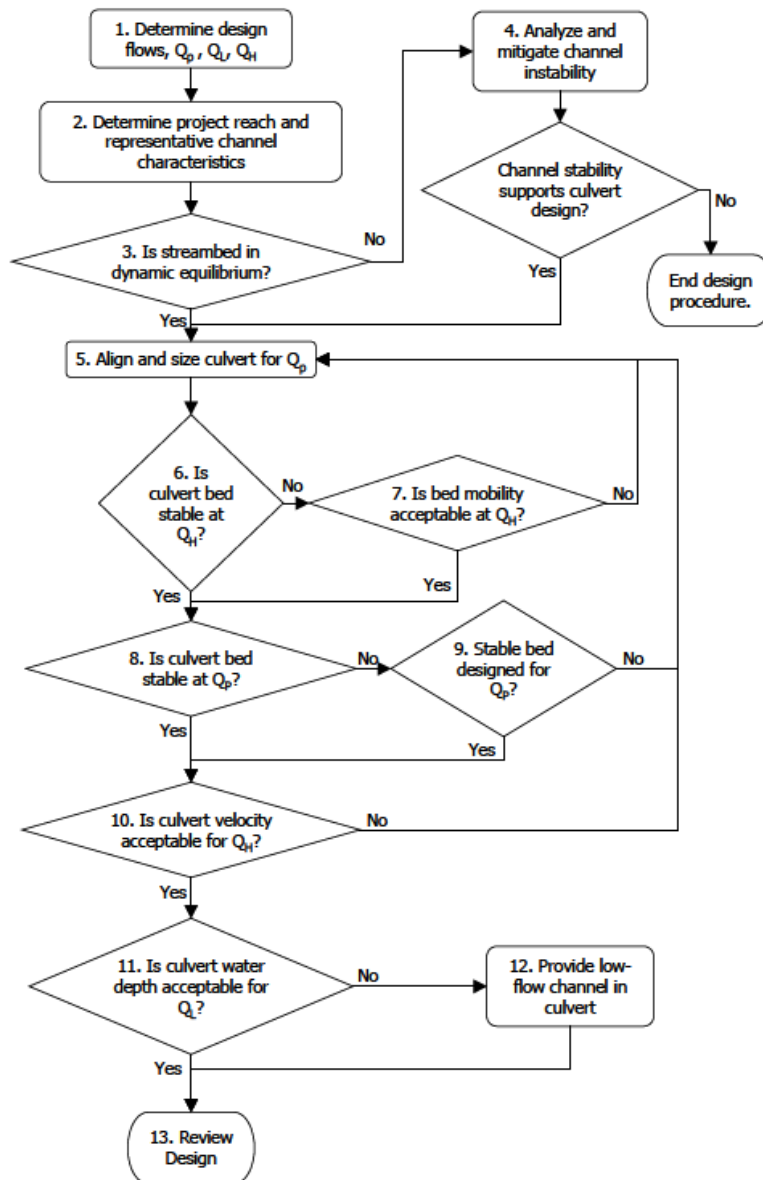 1. Determine design
flows, Qp , QL, QH
2. Determine project reach and
representative channel
characteristics
3. Is streambed in
dynamic equilibrium?
No
Yes
4. Analyze and
mitigate channel
instability
Channel stability
supports culvert
design?
No
Yes
End design
procedure.
5. Align and size culvert for Qp
6. Is
culvert bed
stable at
QH?
No
Yes
7. Is bed mobility
acceptable at QH?
No
Yes
8. Is culvert bed
stable at QP?
No
Yes
9. Stable bed
designed for
QP?
No
Yes
10. Is culvert velocity
acceptable for QH?
No
Yes
11. Is culvert water
depth acceptable for
QL?
No
Yes
12. Provide low-
flow channel in
culvert
13. Review
Design